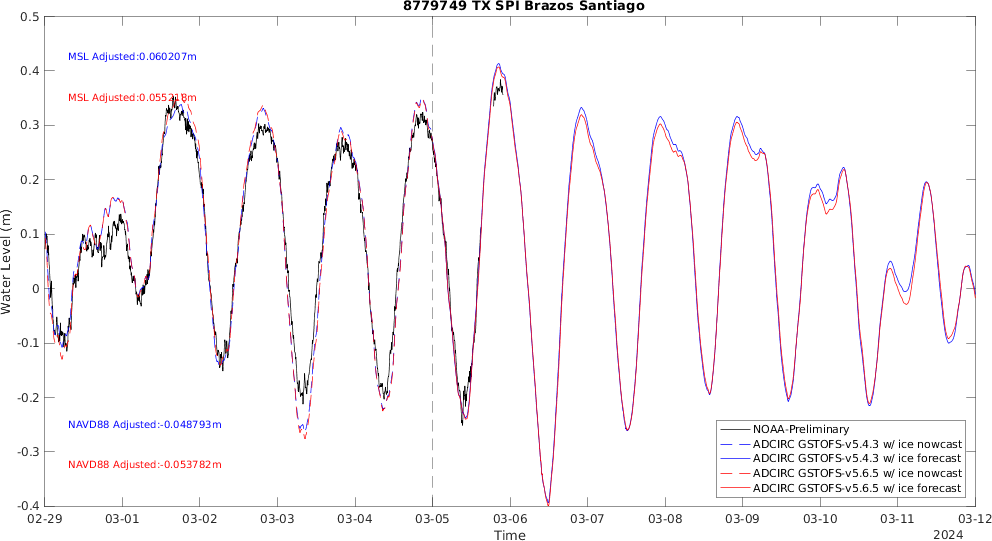 8779749 TX SPI Brazos Santiago
0.5
0.4
0.3
0.2
0.1
0
-0.1
-0.2
-0.3
-0.4
Water Level (m)
MSL Adjusted:0.060207m
MSL Adjusted:0.055218m
NAVD88 Adjusted:-0.048793m
NAVD88 Adjusted:-0.053782m
NOAA-Preliminary
ADCIRC GSTOFS-v5.4.3 w/ ice nowcast
ADCIRC GSTOFS-v5.4.3 w/ ice forecast
ADCIRC GSTOFS-v5.6.5 w/ ice nowcast
ADCIRC GSTOFS-v5.6.5 w/ ice forecast
02-29 03-01 03-02 03-03 03-04 03-05 03-06 03-07 03-08 03-09 03-10 03-11 03-12
Time
2024